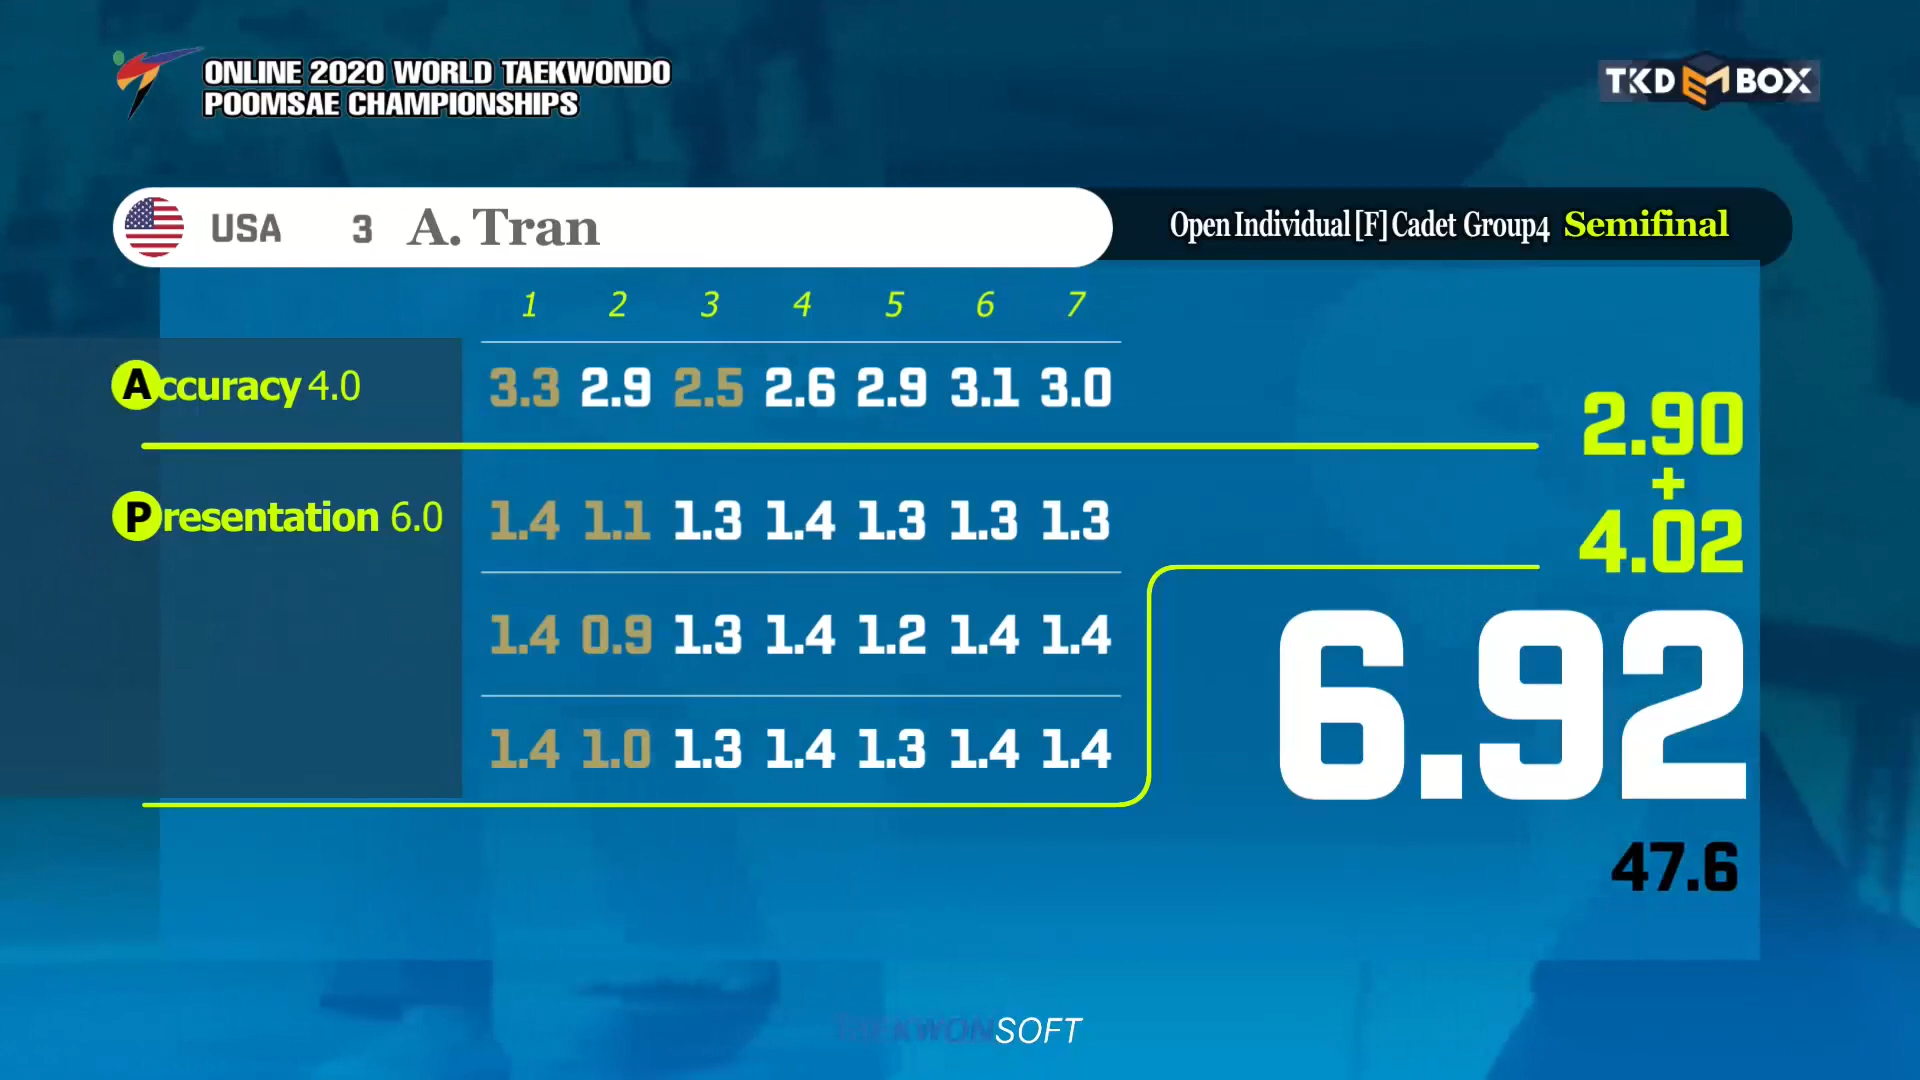 ONLINE 2020 WORLD TAEKWONDO
POOMSAE CHAMPIONSHIPS
TKD BOX
USA 3 A. Tran
Open Individual [F] Cadet Group4 Semifinal
1 2 3 4 5 6 7
Accuracy 4.0 3.3 2.9 2.5 2.6 2.9 3.1 3.0
2.90
+
Presentation 6.0 1.4 1.1 1.3 1.4 1.3 1.3 1.3
4.02
1.4 0.9 1.3 1.4 1.2 1.4 1.4
6.92
1.4 1.0 1.3 1.4 1.3 1.4 1.4
47.6
TAEKWONSOFT